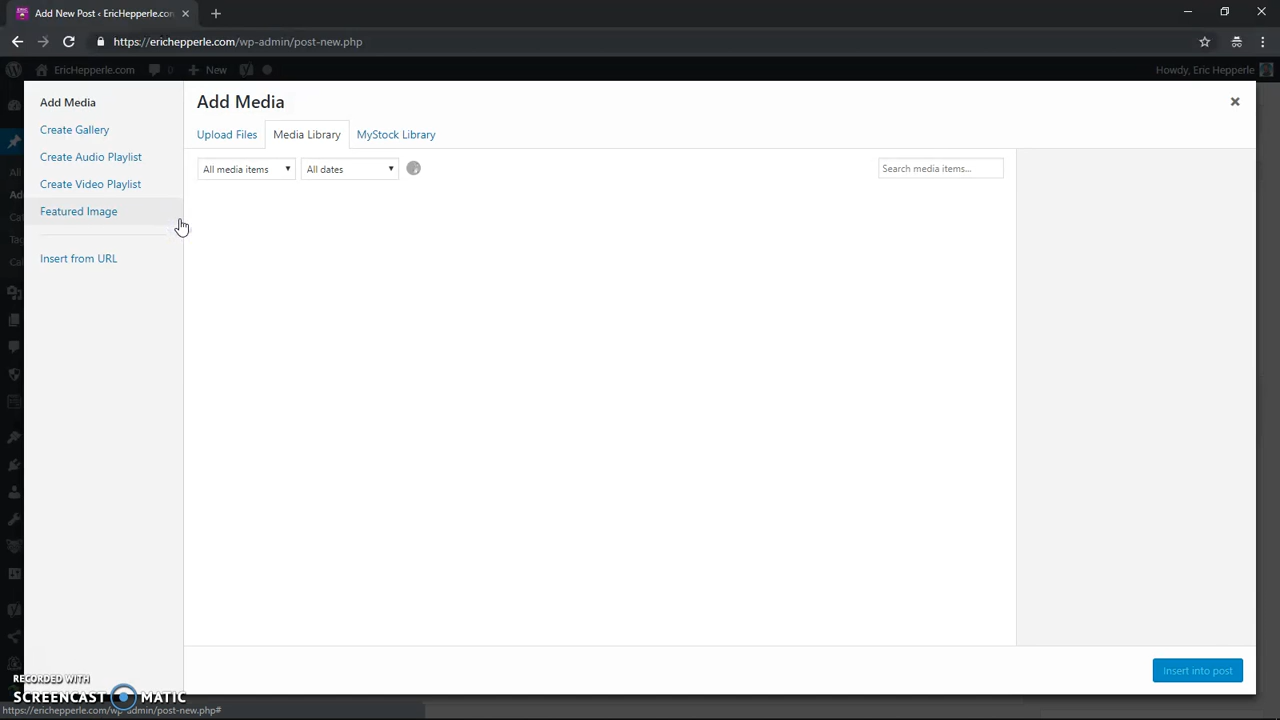 Add New Post ‹ EricHepperle.con
https://erichepperle.com/wp-admin/post-new.php
EricHepperle.com 0 New Howdy, Eric Hepperle
Add Media
Create Gallery
Create Audio Playlist
Create Video Playlist
Featured Image
Insert from URL
Add Media
Upload Files Media Library MyStock Library
All media items All dates Search media items...
Insert into post
RECORDED WITH
SCREENCAST MATIC
https://erichepperle.com/wp-admin/post-new.php#